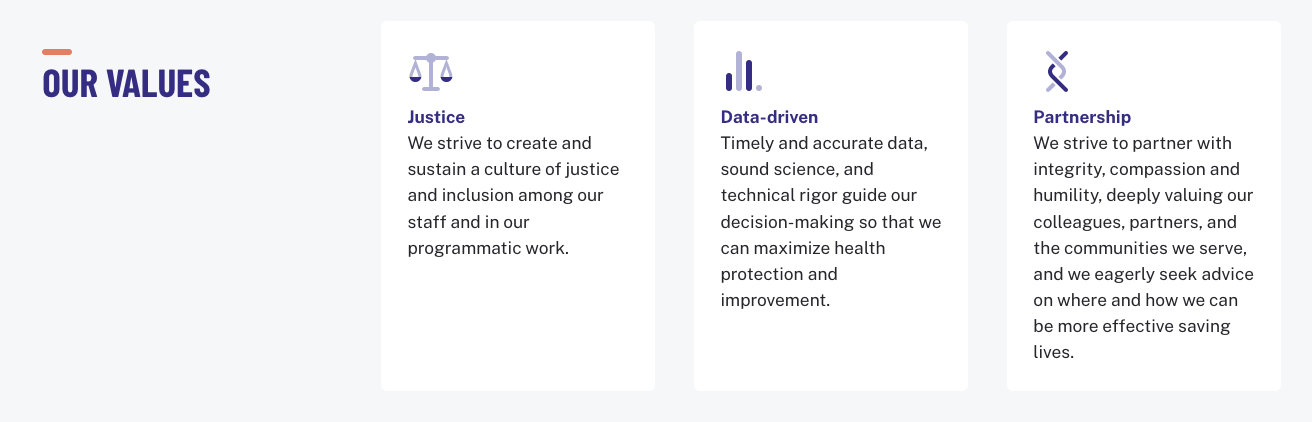 OUR VALUES
Justice
We strive to create and
sustain a culture of justice
and inclusion among our
staff and in our
programmatic work.
Data-driven
Timely and accurate data,
sound science, and
technical rigor guide our
decision-making so that we
can maximize health
protection and
improvement.
Partnership
We strive to partner with
integrity, compassion and
humility, deeply valuing our
colleagues, partners, and
the communities we serve,
and we eagerly seek advice
on where and how we can
be more effective saving
lives.